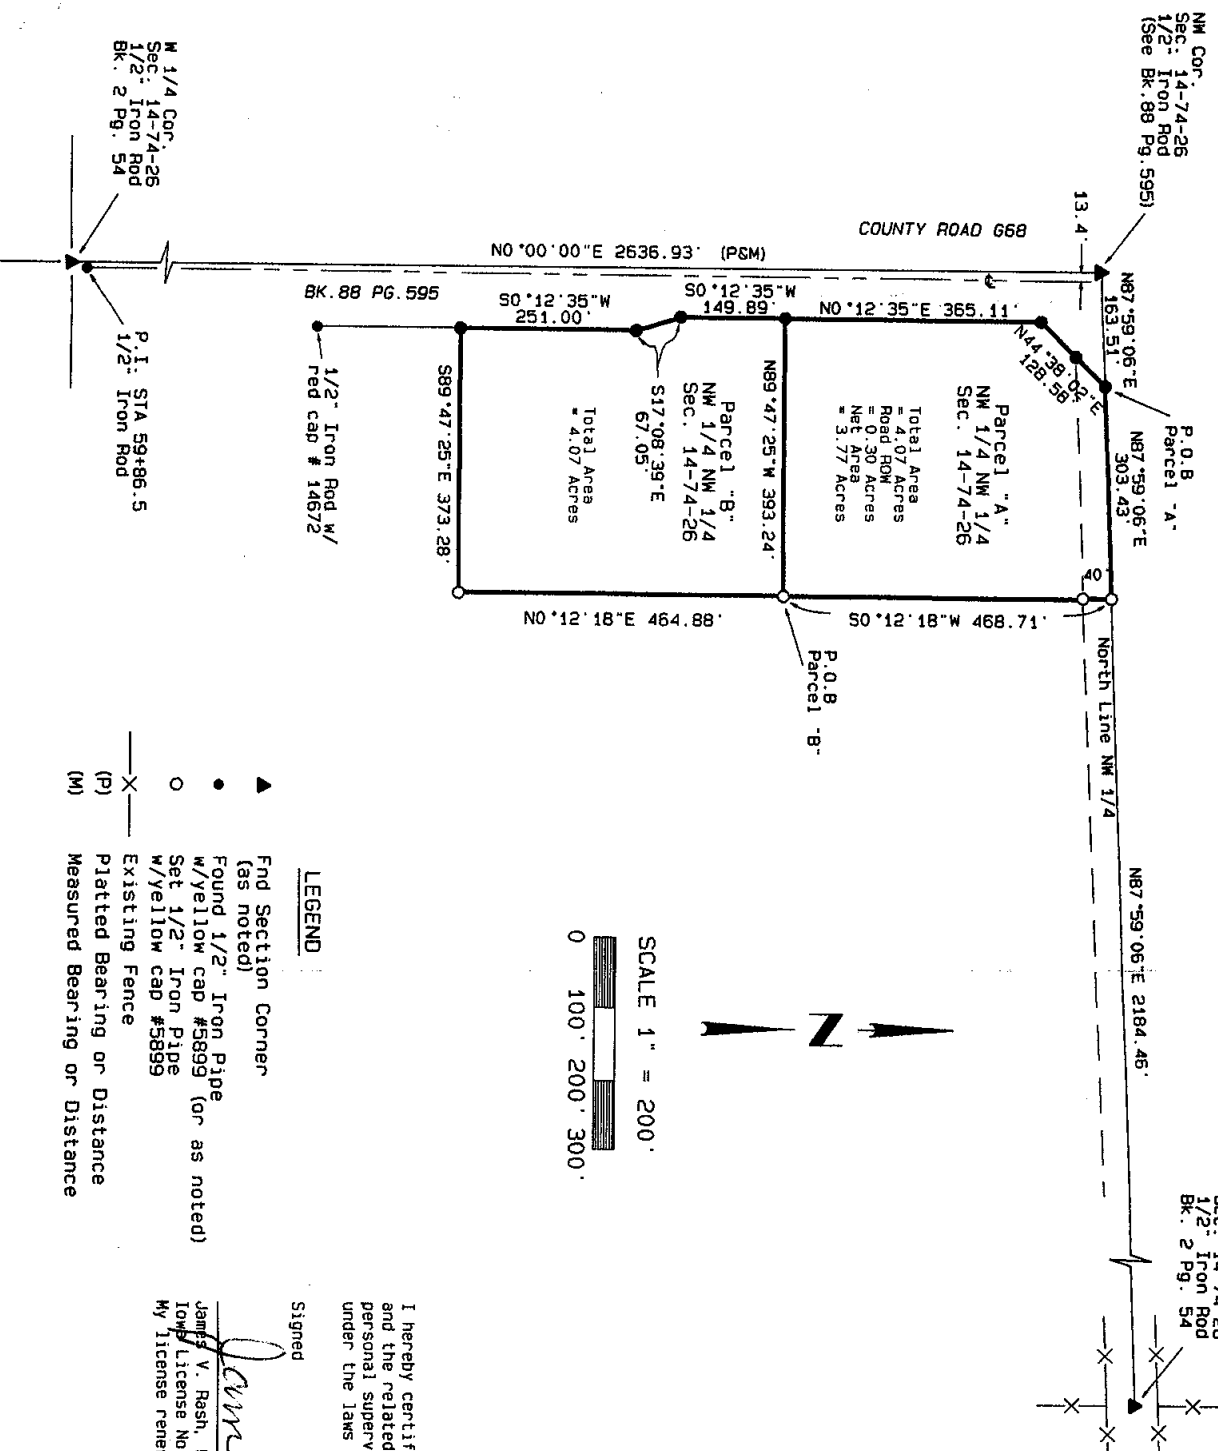 NW Cor.
Sec. 14-74-26
1/2" Iron Rod
(See Bk.88 Pg.595)
13.4'
COUNTY ROAD G68
N0°00'00"E 2636.93' (P&M)
BK.88 PG.595
W 1/4 Cor.
Sec. 14-74-26
1/2" Iron Rod
Bk. 2 Pg. 54
P.I. STA 59+86.5
1/2" Iron Rod
1/2" Iron Rod w/
red cap # 14672
N87°59'06"E
163.51'
N44°38'02"E
128.58'
P.O.B
Parcel "A"
N87°59'06"E
303.43'
40'
N0°12'35"E 365.11'
S0°12'35"W
149.89'
S0°12'35"W
251.00'
S17°08'39"E
67.05'
Parcel "A"
NW 1/4 NW 1/4
Sec. 14-74-26
Total Area
= 4.07 Acres
Road ROW
= 0.30 Acres
Net Area
= 3.77 Acres
N89°47'25"W 393.24'
Parcel "B"
NW 1/4 NW 1/4
Sec. 14-74-26
Total Area
= 4.07 Acres
S89°47'25"E 373.28'
N0°12'18"E 464.88'
S0°12'18"W 468.71'
P.O.B
Parcel "B"
North Line NW 1/4
N87°59'06"E 2184.46'
1/2" Iron Rod
Bk. 2 Pg. 54
N
SCALE 1" = 200'
0 100' 200' 300'
LEGEND
Fnd Section Corner
(as noted)
Found 1/2" Iron Pipe
w/yellow cap #5899 (or as noted)
Set 1/2" Iron Pipe
w/yellow cap #5899
Existing Fence
(P) Platted Bearing or Distance
(M) Measured Bearing or Distance
I hereby certif
and the related
personal superv
under the laws
Signed
James V. Rash,
Iowa License No
My license rene